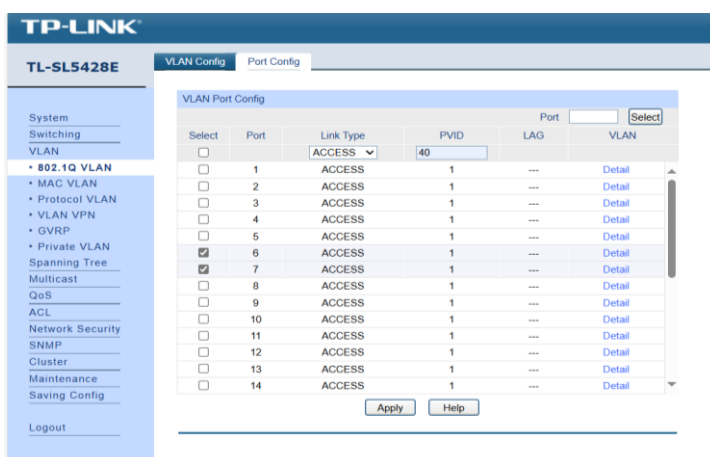 TP-LINK®
TL-SL5428E
System
Switching
VLAN
• 802.1Q VLAN
• MAC VLAN
• Protocol VLAN
• VLAN VPN
• GVRP
• Private VLAN
Spanning Tree
Multicast
QoS
ACL
Network Security
SNMP
Cluster
Maintenance
Saving Config
Logout
VLAN Config Port Config
VLAN Port Config
Port Select
Select Port Link Type PVID LAG VLAN
ACCESS 40
1 ACCESS 1 --- Detail
2 ACCESS 1 --- Detail
3 ACCESS 1 --- Detail
4 ACCESS 1 --- Detail
5 ACCESS 1 --- Detail
6 ACCESS 1 --- Detail
7 ACCESS 1 --- Detail
8 ACCESS 1 --- Detail
9 ACCESS 1 --- Detail
10 ACCESS 1 --- Detail
11 ACCESS 1 --- Detail
12 ACCESS 1 --- Detail
13 ACCESS 1 --- Detail
14 ACCESS 1 --- Detail
Apply Help